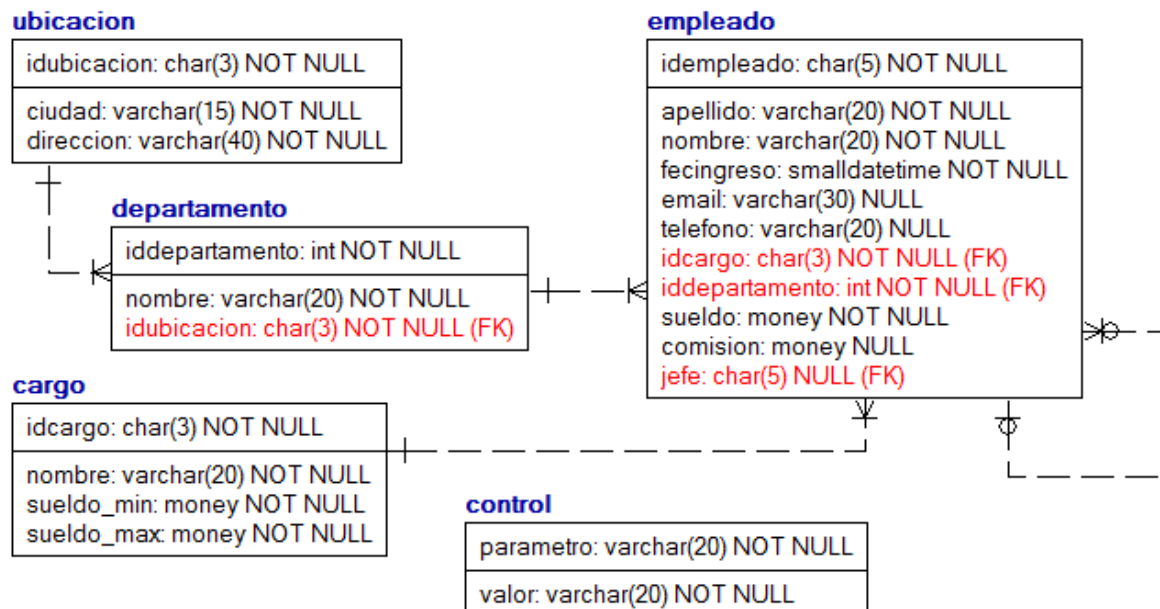 ubicacion
idubicacion: char(3) NOT NULL
ciudad: varchar(15) NOT NULL
direccion: varchar(40) NOT NULL
departamento
iddepartamento: int NOT NULL
nombre: varchar(20) NOT NULL
idubicacion: char(3) NOT NULL (FK)
empleado
idempleado: char(5) NOT NULL
apellido: varchar(20) NOT NULL
nombre: varchar(20) NOT NULL
fecingreso: smalldatetime NOT NULL
email: varchar(30) NULL
telefono: varchar(20) NULL
idcargo: char(3) NOT NULL (FK)
iddepartamento: int NOT NULL (FK)
sueldo: money NOT NULL
comision: money NULL
jefe: char(5) NULL (FK)
cargo
idcargo: char(3) NOT NULL
nombre: varchar(20) NOT NULL
sueldo_min: money NOT NULL
sueldo_max: money NOT NULL
control
parametro: varchar(20) NOT NULL
valor: varchar(20) NOT NULL